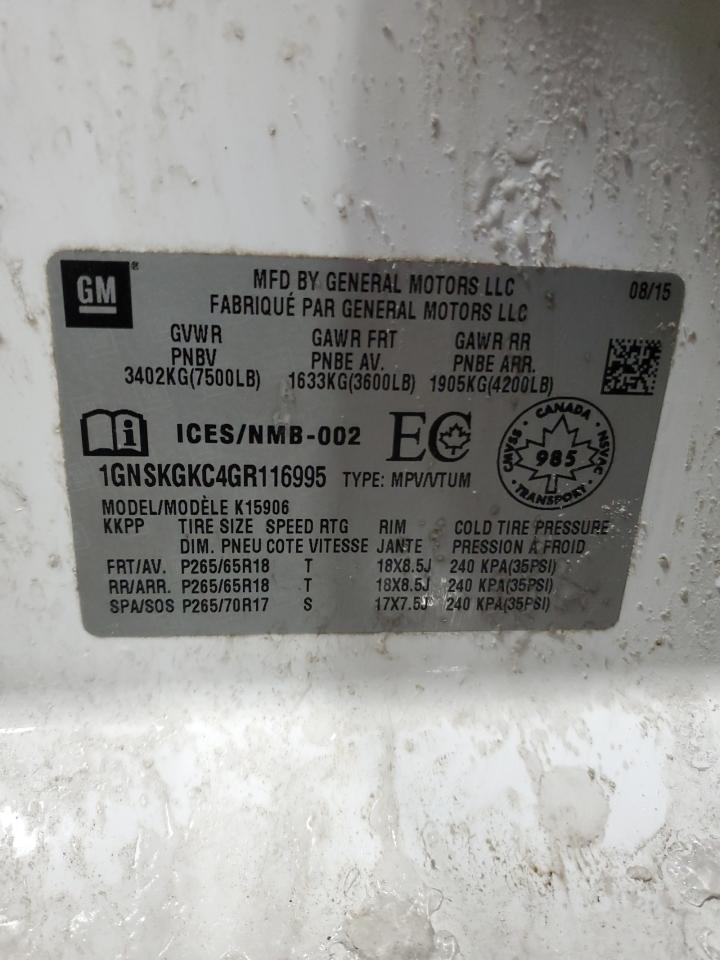 GM®
MFD BY GENERAL MOTORS LLC
08/15
FABRIQUÉ PAR GENERAL MOTORS LLC
GVWR GAWR FRT GAWR RR
PNBV PNBE AV. PNBE ARR.
3402KG(7500LB) 1633KG(3600LB) 1905KG(4200LB)
ICES/NMB-002 EC
CANADA
CMVSS 985 NSVAC
TRANSPORT
1GNSKGKC4GR116995 TYPE: MPV/VTUM
MODEL/MODÈLE K15906
KKPP TIRE SIZE SPEED RTG RIM COLD TIRE PRESSURE
DIM. PNEU COTE VITESSE JANTE PRESSION À FROID
FRT/AV. P265/65R18 T 18X8.5J 240 KPA(35PSI)
RR/ARR. P265/65R18 T 18X8.5J 240 KPA(35PSI)
SPA/SOS P265/70R17 S 17X7.5J 240 KPA(35PSI)